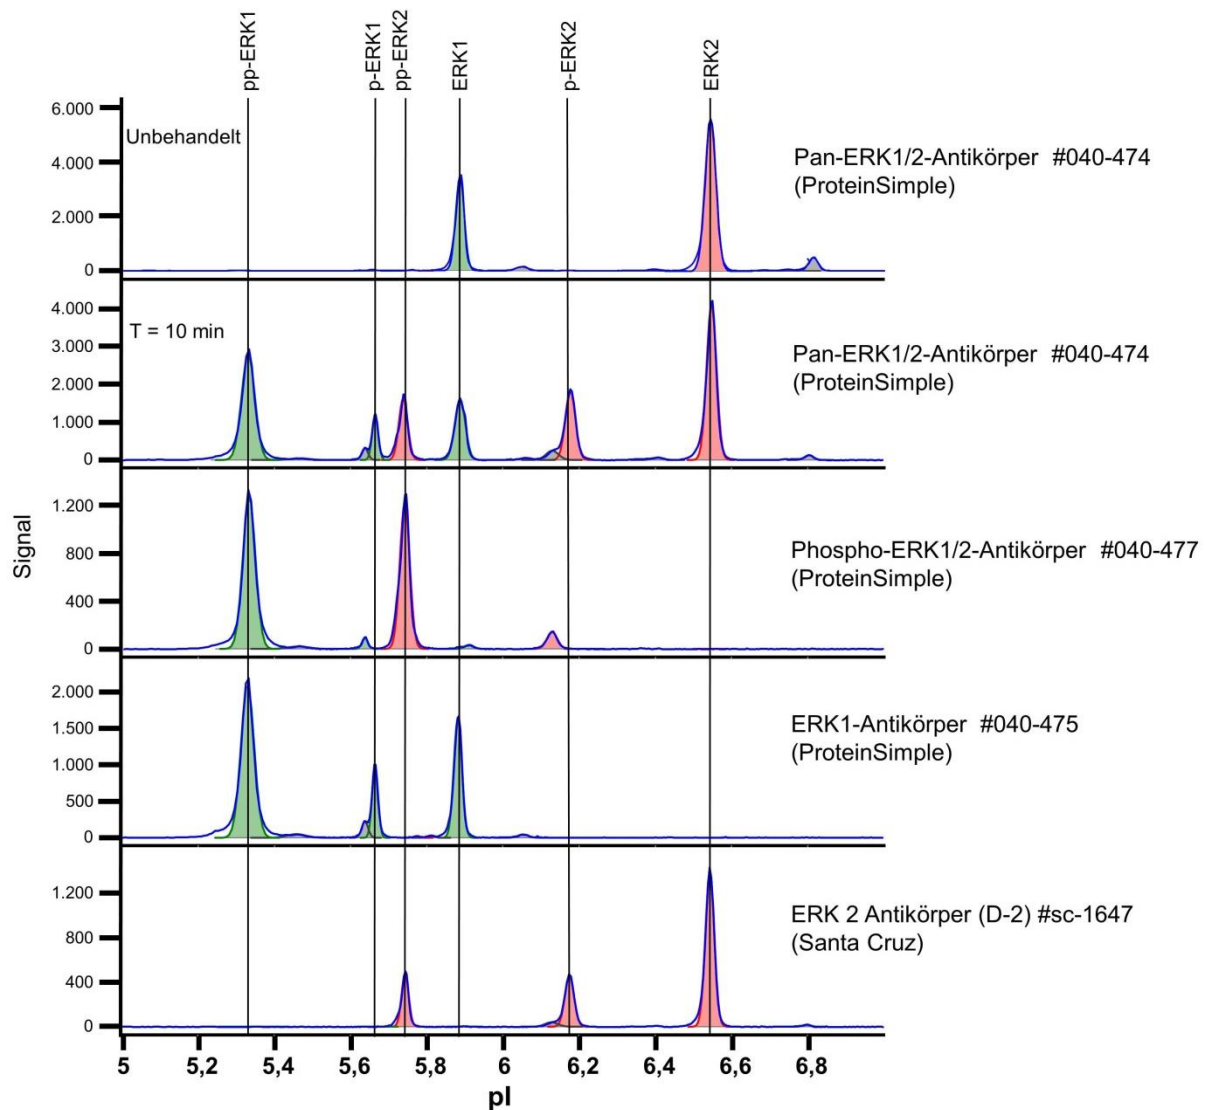 pp-ERK1
p-ERK1
pp-ERK2
ERK1
p-ERK2
ERK2
6.000
4.000
2.000
0
Unbehandelt
Pan-ERK1/2-Antikörper #040-474
(ProteinSimple)
4.000
3.000
2.000
1.000
0
T = 10 min
Pan-ERK1/2-Antikörper #040-474
(ProteinSimple)
Signal
1.200
800
400
0
Phospho-ERK1/2-Antikörper #040-477
(ProteinSimple)
2.000
1.500
1.000
500
0
ERK1-Antikörper #040-475
(ProteinSimple)
1.200
800
400
0
ERK 2 Antikörper (D-2) #sc-1647
(Santa Cruz)
5 5,2 5,4 5,6 5,8 6 6,2 6,4 6,6 6,8
pI